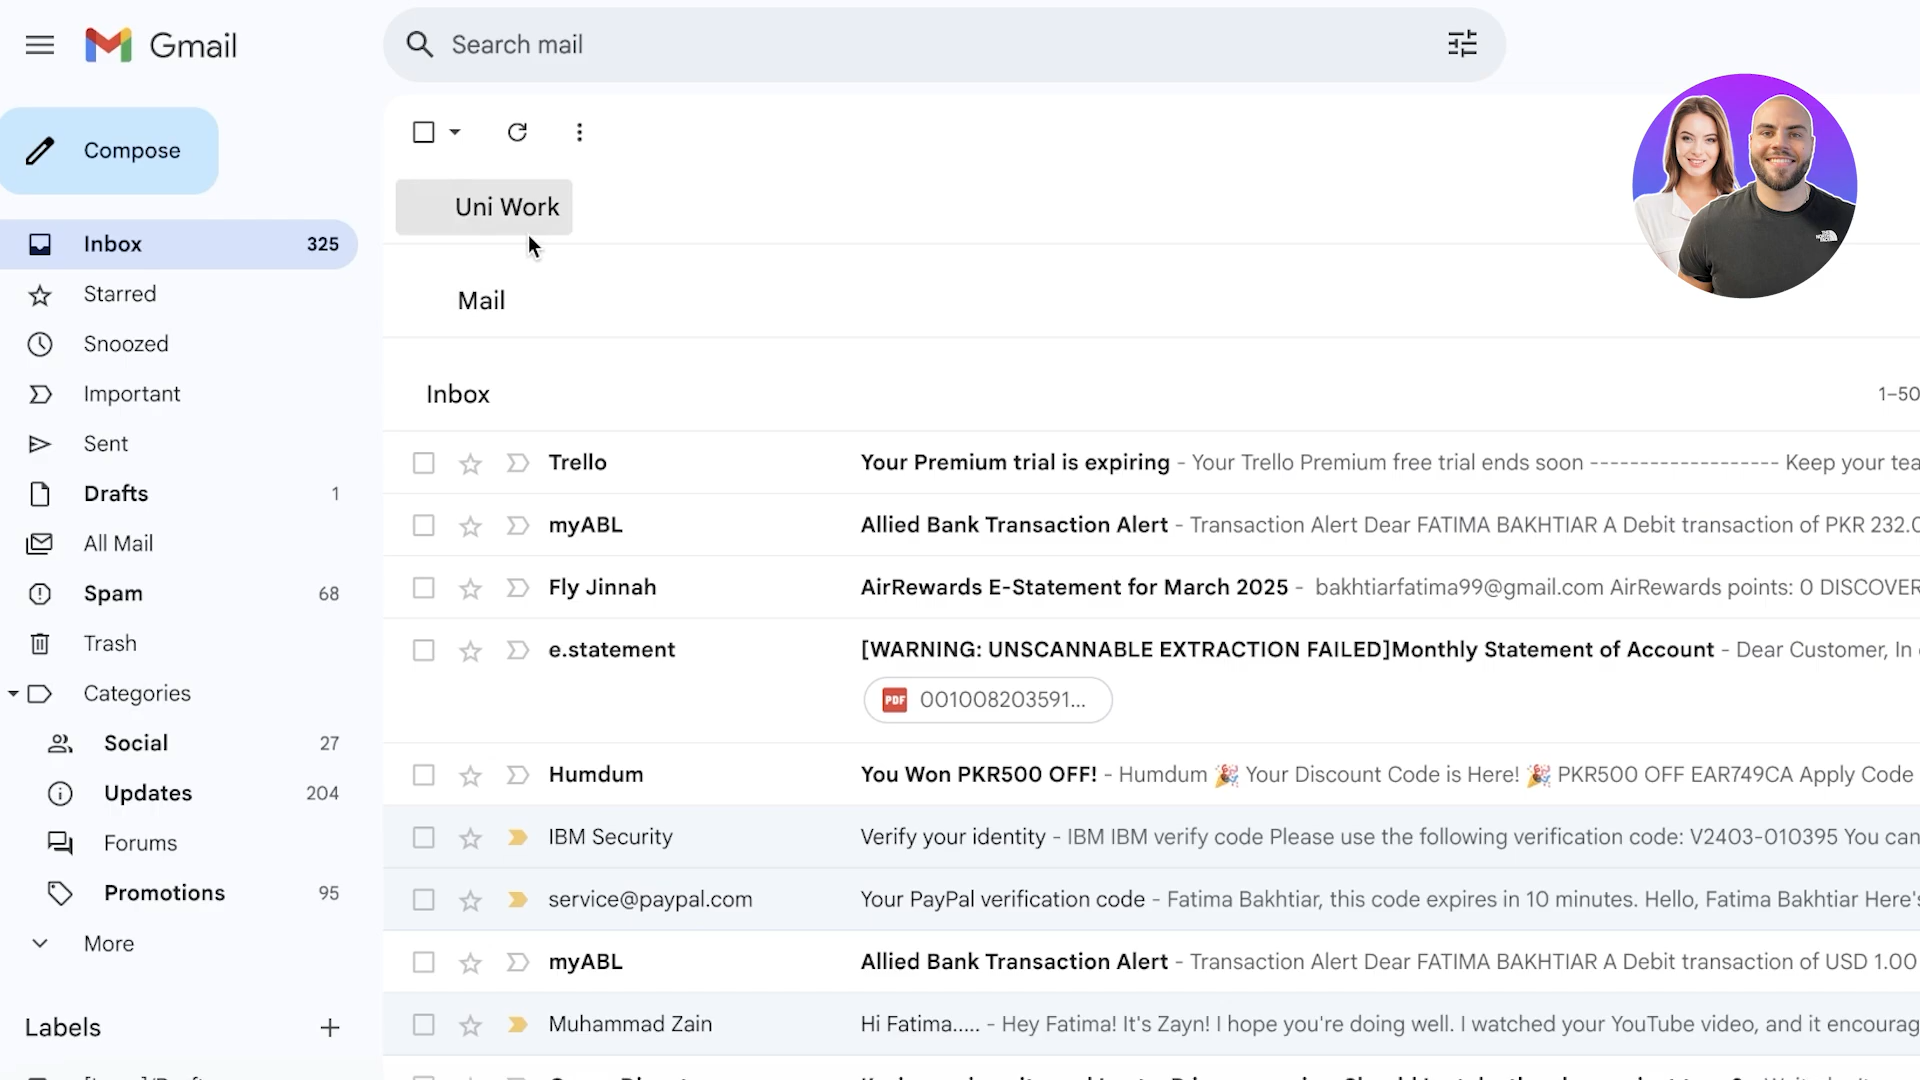 Gmail
Search mail
Compose
Uni Work
Inbox 325
Starred
Mail
Snoozed
Important
Inbox 1–50
Sent
Trello Your Premium trial is expiring - Your Trello Premium free trial ends soon ------------------- Keep your tea
Drafts 1
myABL Allied Bank Transaction Alert - Transaction Alert Dear FATIMA BAKHTIAR A Debit transaction of PKR 232.0
All Mail
Fly Jinnah AirRewards E-Statement for March 2025 - bakhtiarfatima99@gmail.com AirRewards points: 0 DISCOVER
Spam 68
e.statement [WARNING: UNSCANNABLE EXTRACTION FAILED]Monthly Statement of Account - Dear Customer, In
Trash
PDF 001008203591...
Categories
Social 27
Humdum You Won PKR500 OFF! - Humdum 🎉 Your Discount Code is Here! 🎉 PKR500 OFF EAR749CA Apply Code
Updates 204
IBM Security Verify your identity - IBM IBM verify code Please use the following verification code: V2403-010395 You can
Forums
Promotions 95
service@paypal.com Your PayPal verification code - Fatima Bakhtiar, this code expires in 10 minutes. Hello, Fatima Bakhtiar Here's
More
myABL Allied Bank Transaction Alert - Transaction Alert Dear FATIMA BAKHTIAR A Debit transaction of USD 1.00
Labels
Muhammad Zain Hi Fatima..... - Hey Fatima! It's Zayn! I hope you're doing well. I watched your YouTube video, and it encourag